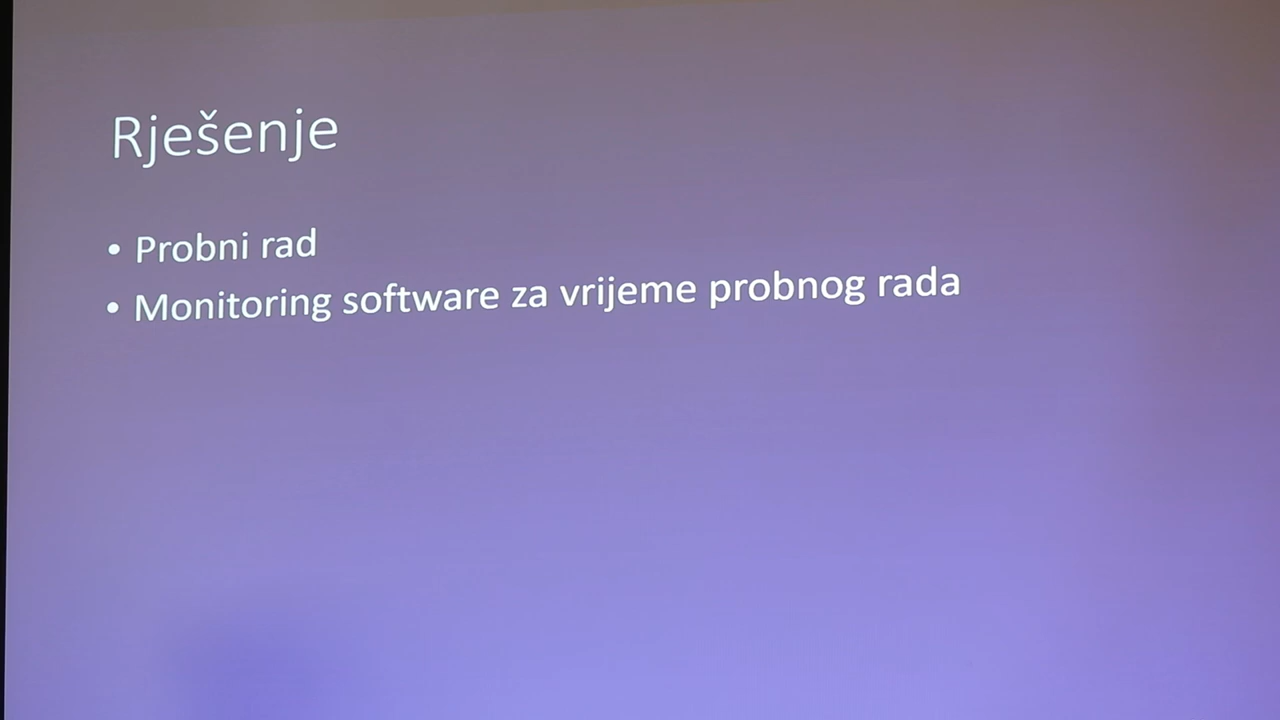 Rješenje
• Probni rad
• Monitoring software za vrijeme probnog rada